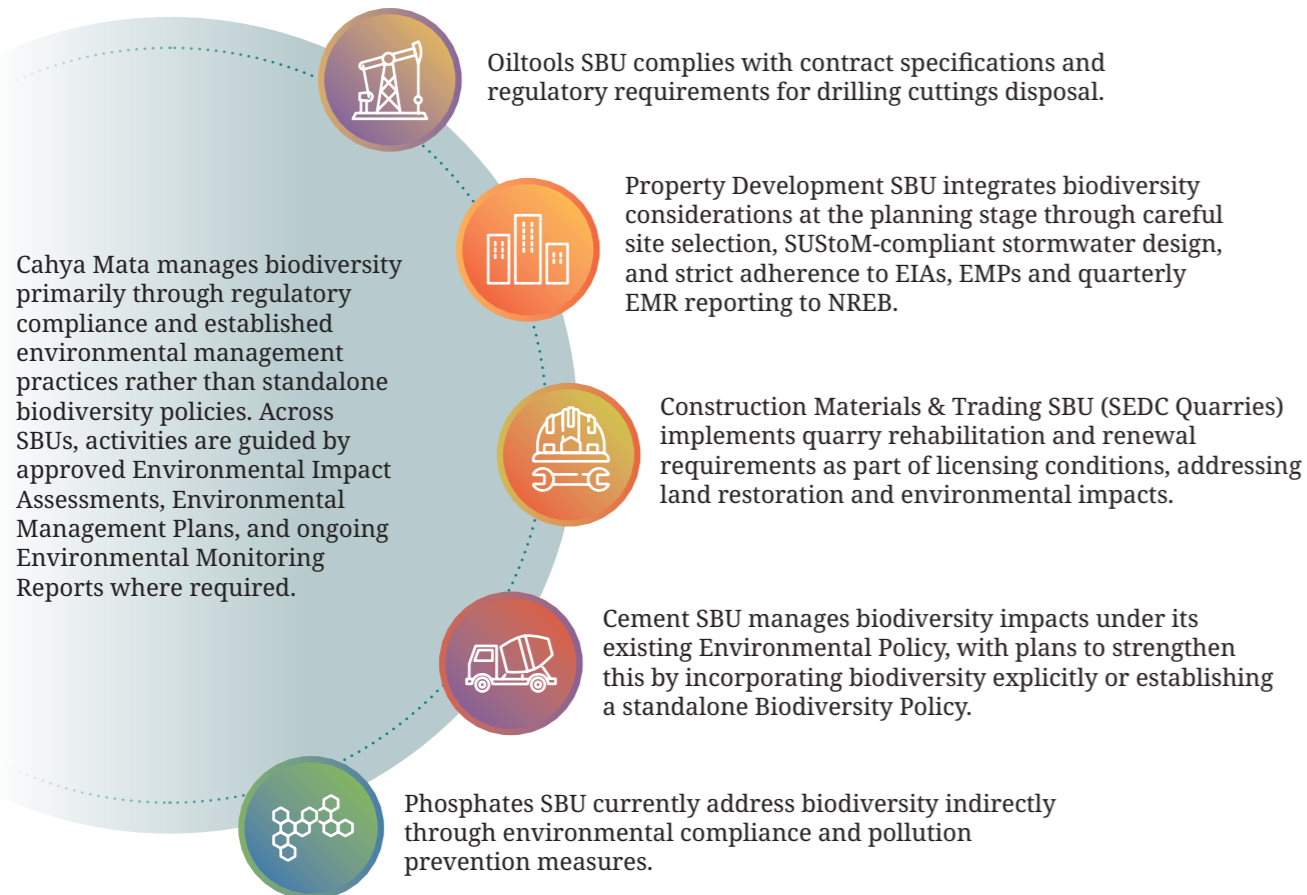 Cahya Mata manages biodiversity
primarily through regulatory
compliance and established
environmental management
practices rather than standalone
biodiversity policies. Across
SBUs, activities are guided by
approved Environmental Impact
Assessments, Environmental
Management Plans, and ongoing
Environmental Monitoring
Reports where required.
Oiltools SBU complies with contract specifications and
regulatory requirements for drilling cuttings disposal.
Property Development SBU integrates biodiversity
considerations at the planning stage through careful
site selection, SUStoM-compliant stormwater design,
and strict adherence to EIAs, EMPs and quarterly
EMR reporting to NREB.
Construction Materials & Trading SBU (SEDC Quarries)
implements quarry rehabilitation and renewal
requirements as part of licensing conditions, addressing
land restoration and environmental impacts.
Cement SBU manages biodiversity impacts under its
existing Environmental Policy, with plans to strengthen
this by incorporating biodiversity explicitly or establishing
a standalone Biodiversity Policy.
Phosphates SBU currently address biodiversity indirectly
through environmental compliance and pollution
prevention measures.